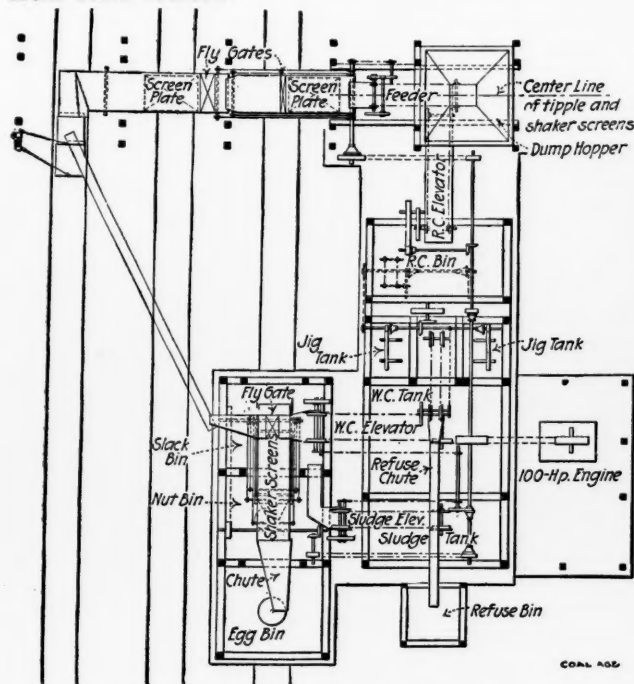 Fly Gates
Screen
Plate
Screen
Plate
Feeder
Center Line
of tipple and
shaker screens
Dump Hopper
R.C. Elevator
R.C. Bin
Jig
Tank
Jig Tank
Fly Gate
W.C. Tank
W.C. Elevator
Slack
Bin
Refuse
Chute
100-Hp. Engine
Nut Bin
Shaker Screens
Sludge Elev.
Sludge Tank
Chute
Egg Bin
Refuse Bin
COAL AGE